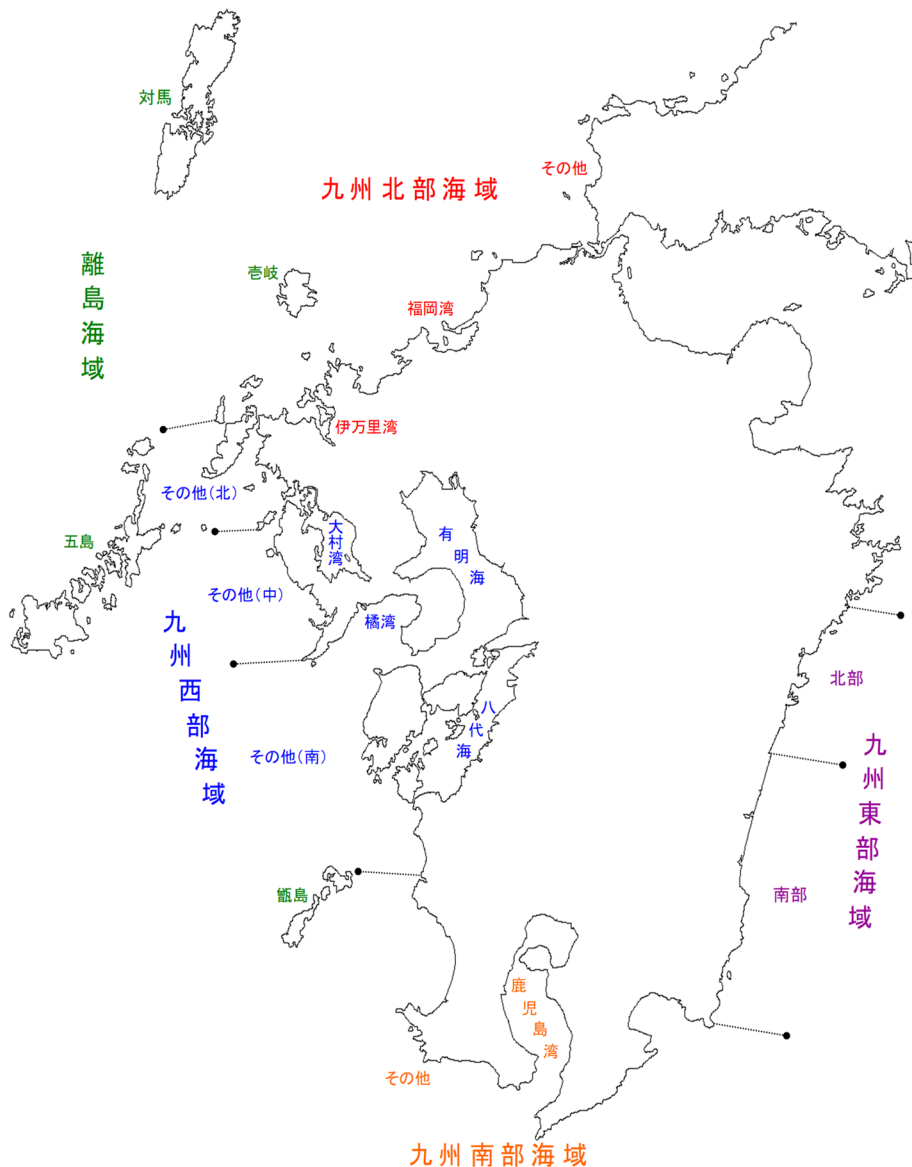 対馬
その他
九州北部海域
離島海域
壱岐
福岡湾
伊万里湾
その他(北)
大村湾
有明海
五島
その他(中)
橘湾
九州西部海域
北部
八代海
その他(南)
九州東部海域
甑島
南部
鹿児島湾
その他
九州南部海域